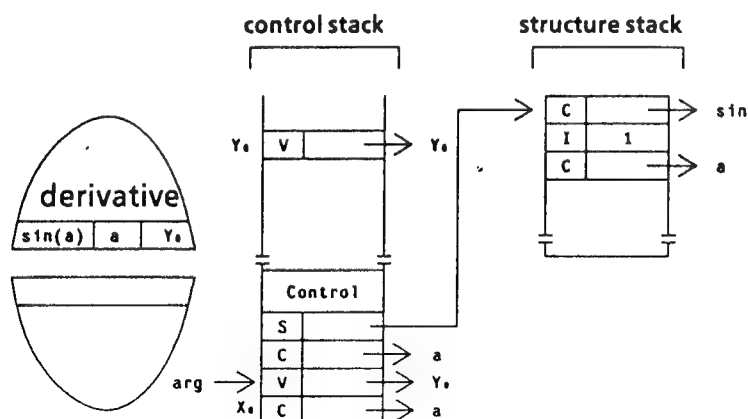 control stack structure stack
C sin
Y₀ V Y₀ I 1
C a
derivative
sin(a) a Y₀
Control
S
C a
arg V Y₀
X₀ C a